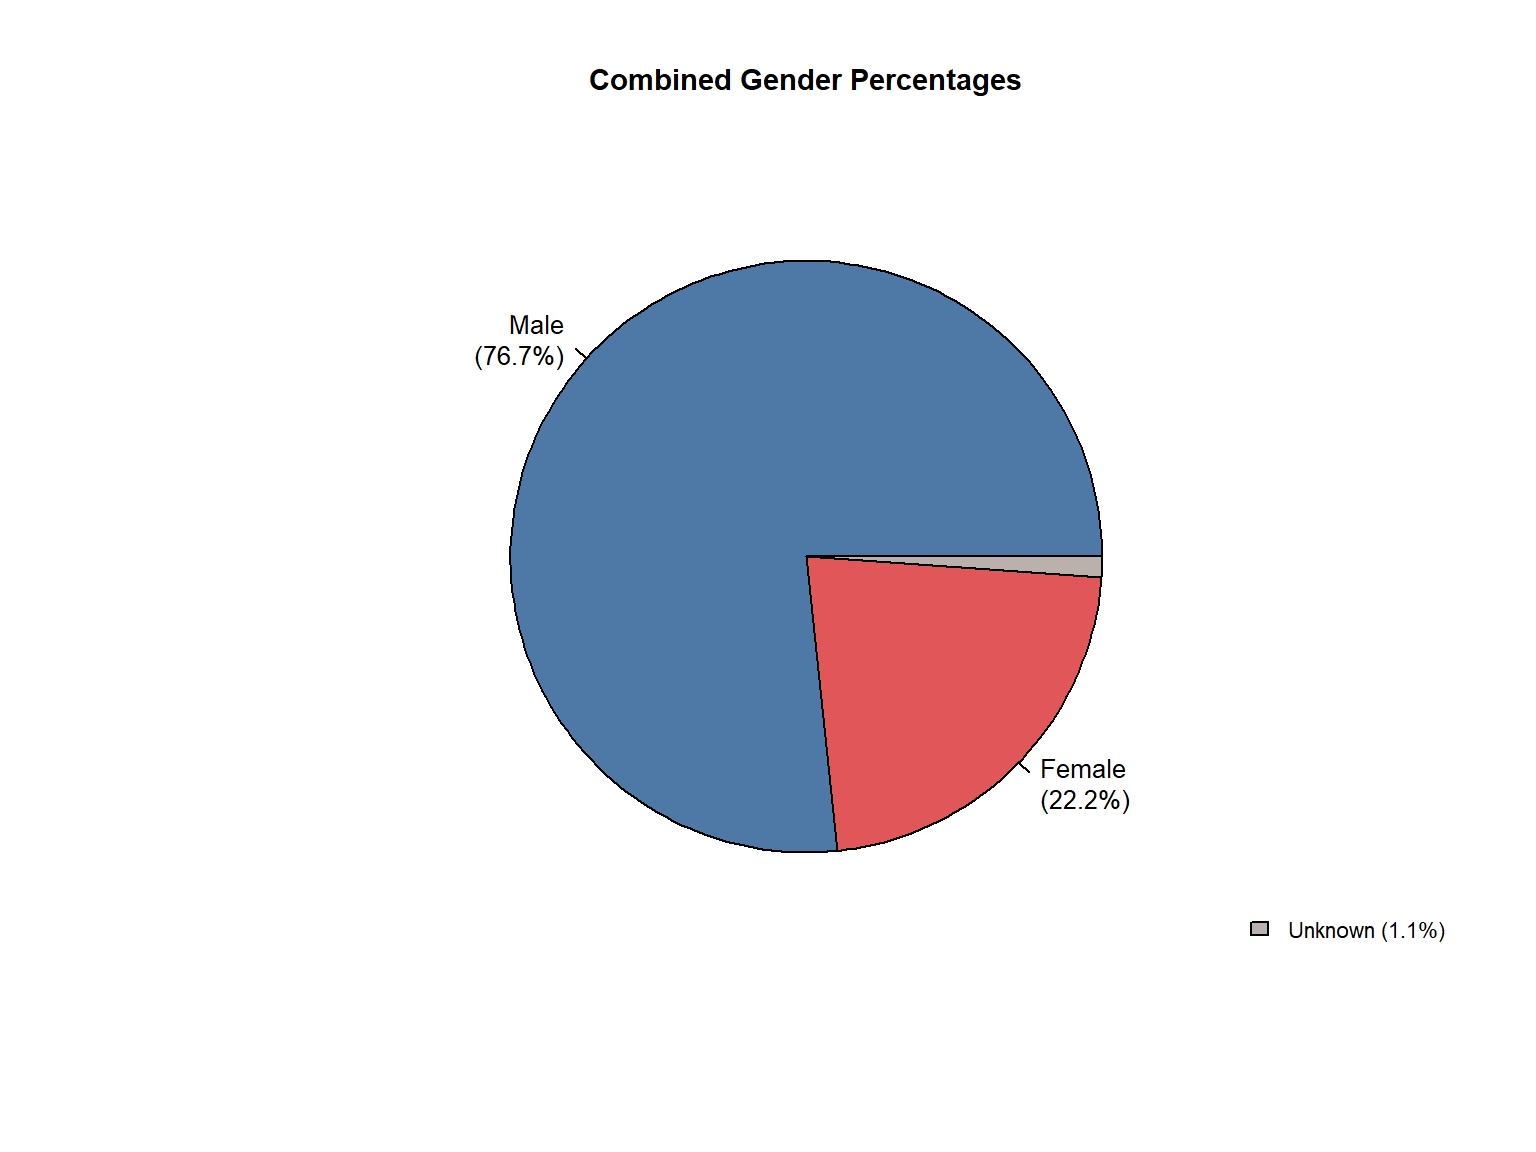 Combined Gender Percentages
Male
(76.7%)
Female
(22.2%)
Unknown (1.1%)